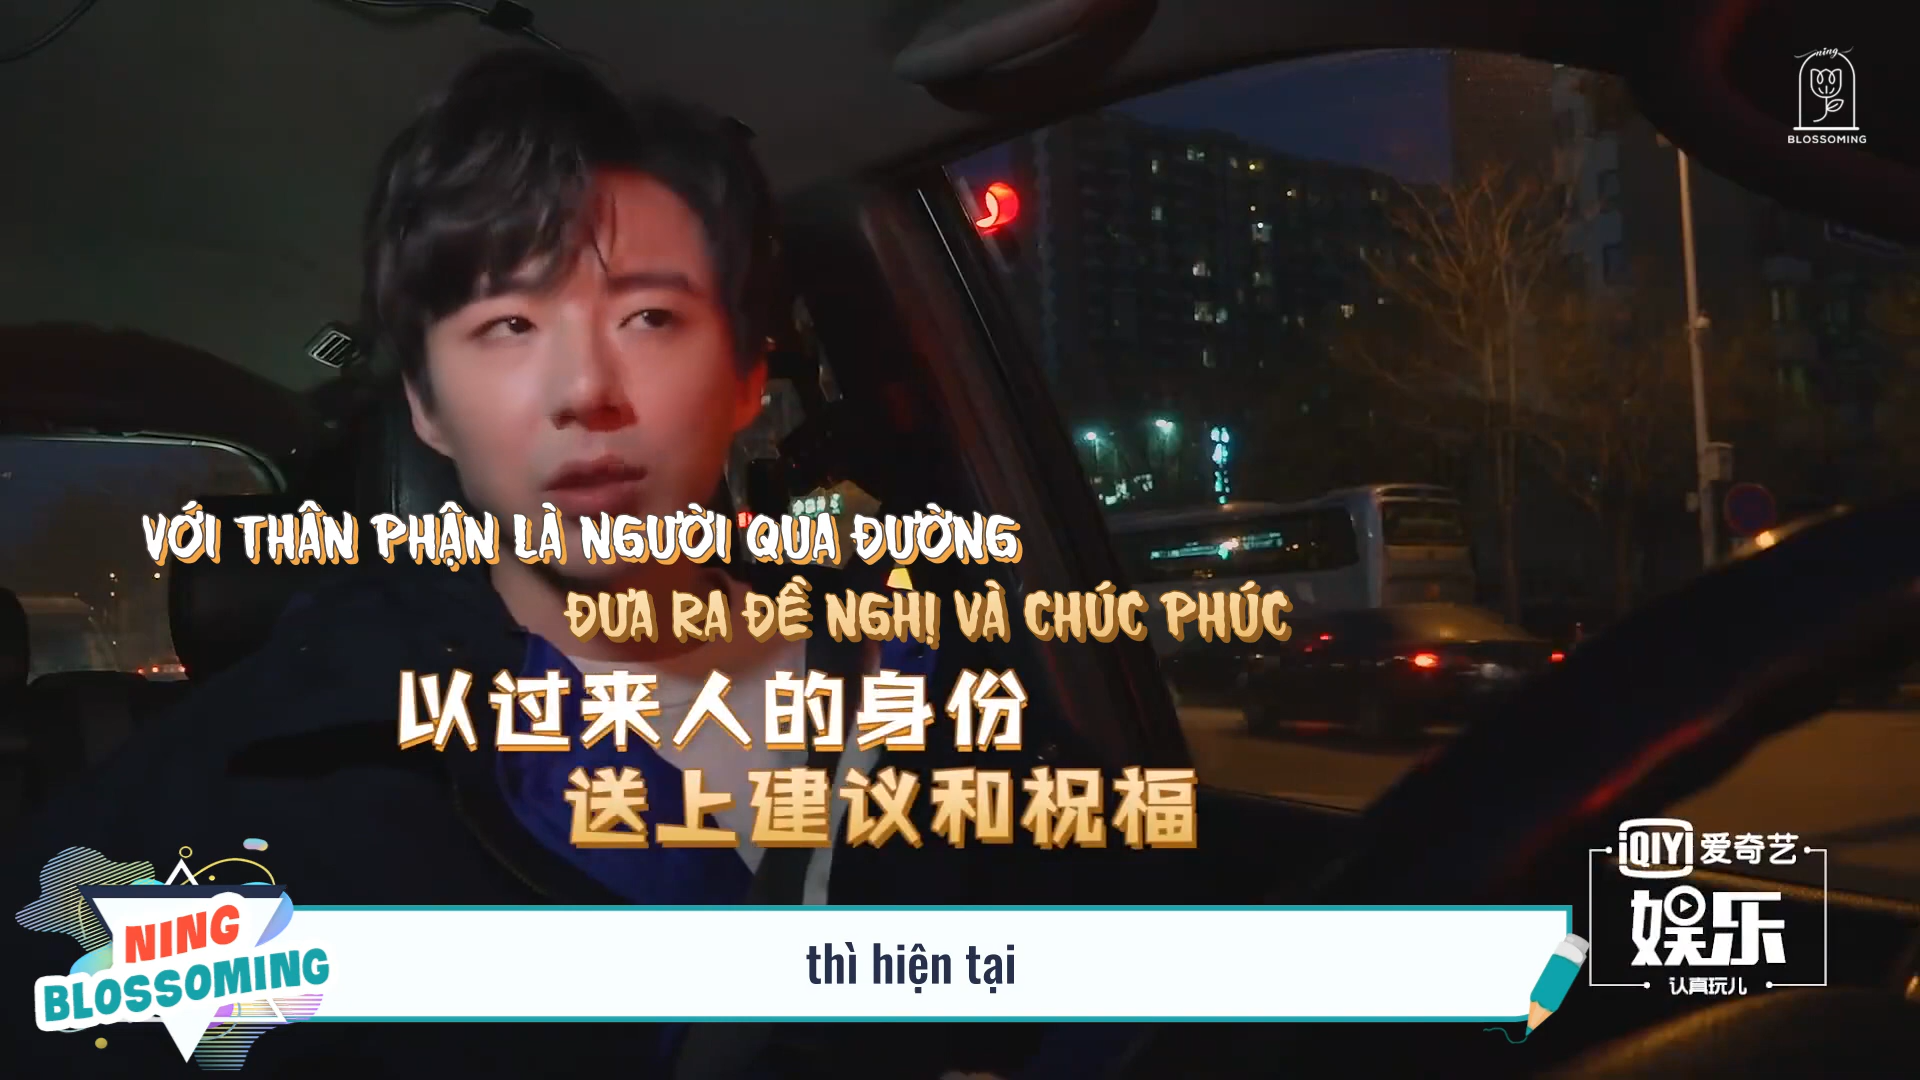 ning
BLOSSOMING
VỚI THÂN PHẬN LÀ NGƯỜI QUA ĐƯỜNG
ĐƯA RA ĐỀ NGHỊ VÀ CHÚC PHÚC
以过来人的身份
送上建议和祝福
iQIYI 爱奇艺
娱乐
认真玩儿
NING
BLOSSOMING
thì hiện tại